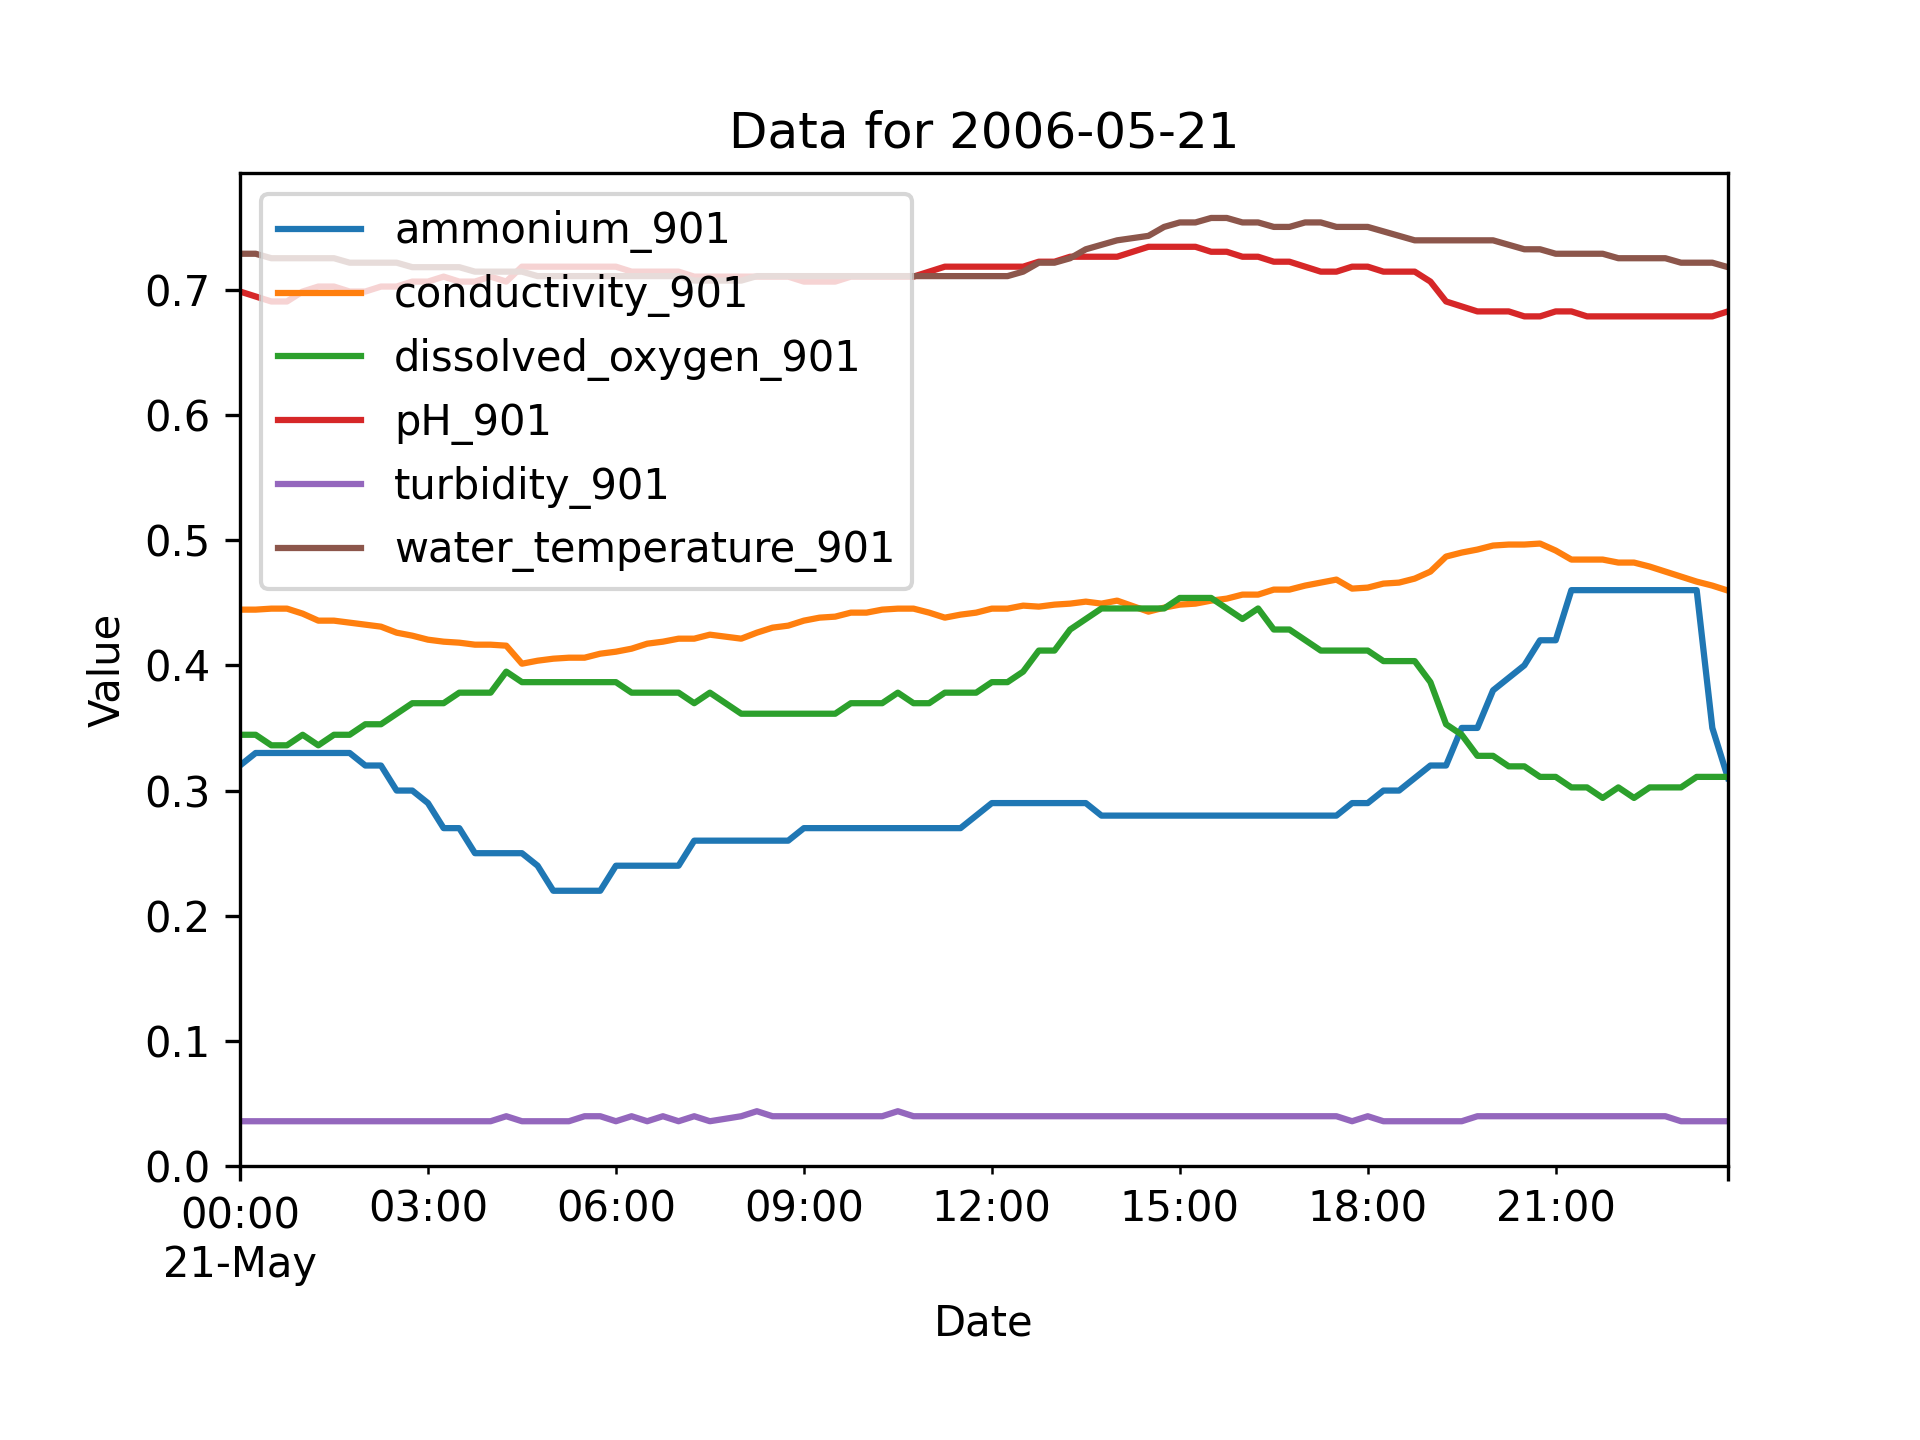 Data for 2006-05-21
ammonium_901
conductivity_901
dissolved_oxygen_901
pH_901
turbidity_901
water_temperature_901
Value
0.7
0.6
0.5
0.4
0.3
0.2
0.1
0.0
00:00 03:00 06:00 09:00 12:00 15:00 18:00 21:00
21-May
Date